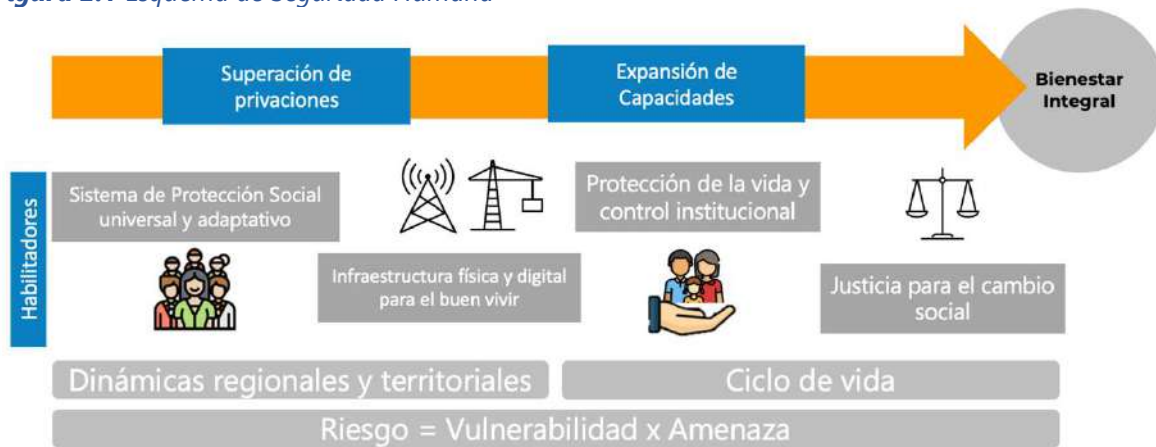 Esquema de Seguridad Humana
Superación de
privaciones
Expansión de
Capacidades
Bienestar
Integral
Habilitadores
Sistema de Protección Social
universal y adaptativo
Infraestructura física y digital
para el buen vivir
Protección de la vida y
control institucional
Justicia para el cambio
social
Dinámicas regionales y territoriales
Ciclo de vida
Riesgo = Vulnerabilidad x Amenaza